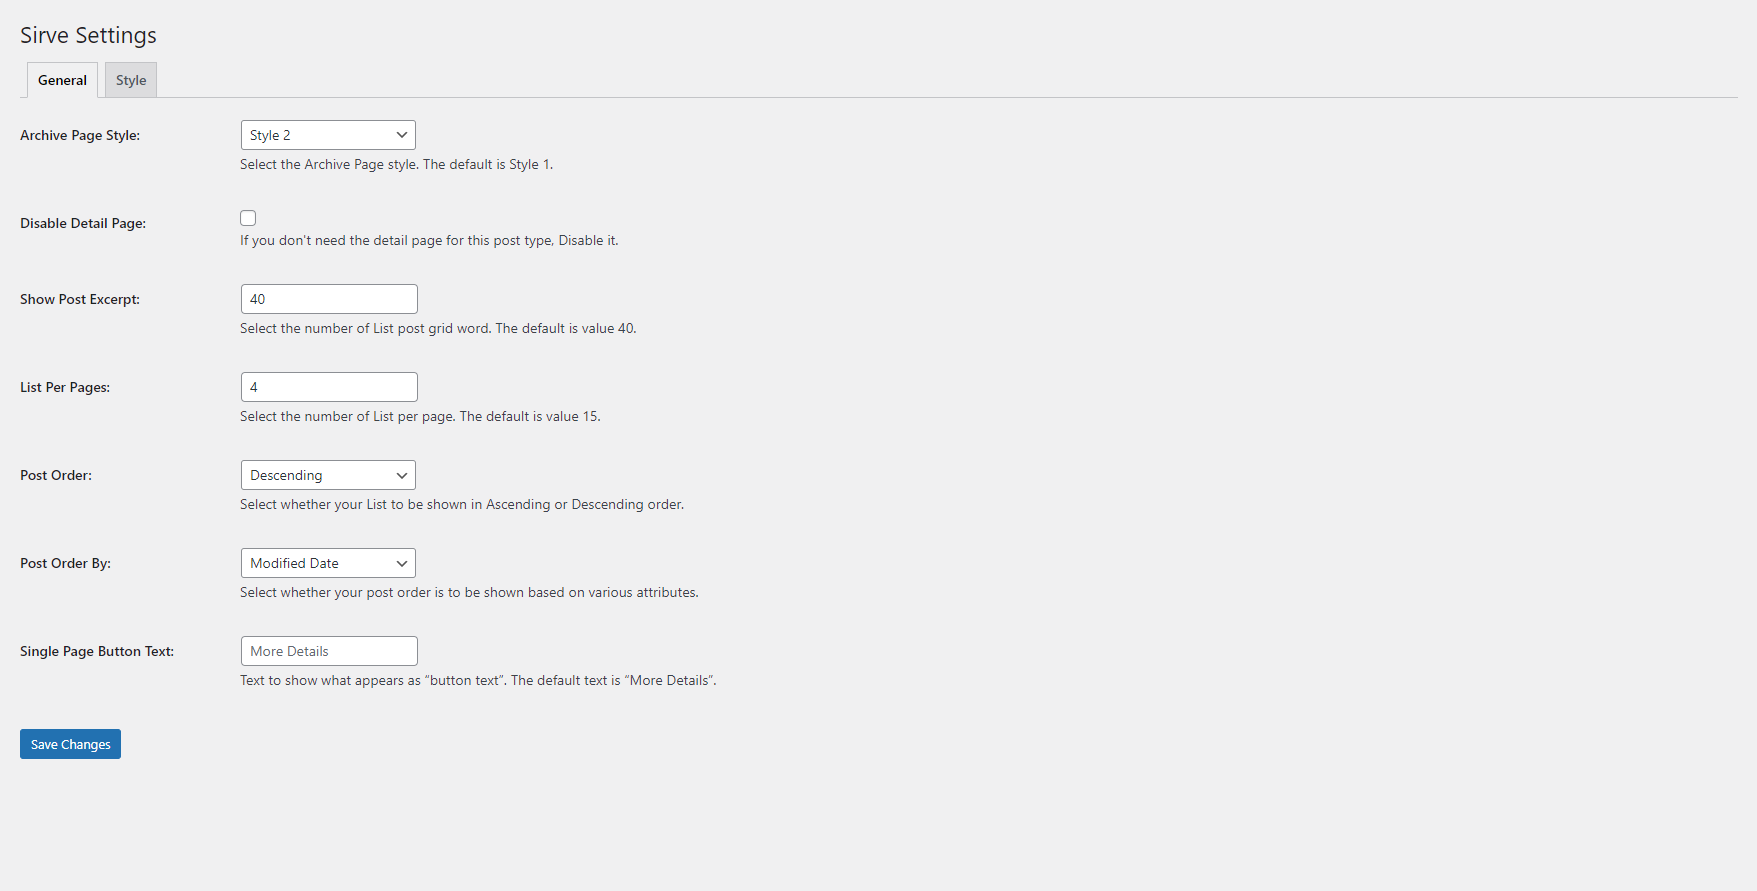 Sirve Settings
General
Style
Archive Page Style:
Style 2
Select the Archive Page style. The default is Style 1.
Disable Detail Page:
If you don't need the detail page for this post type, Disable it.
Show Post Excerpt:
40
Select the number of List post grid word. The default is value 40.
List Per Pages:
4
Select the number of List per page. The default is value 15.
Post Order:
Descending
Select whether your List to be shown in Ascending or Descending order.
Post Order By:
Modified Date
Select whether your post order is to be shown based on various attributes.
Single Page Button Text:
More Details
Text to show what appears as “button text”. The default text is “More Details”.
Save Changes